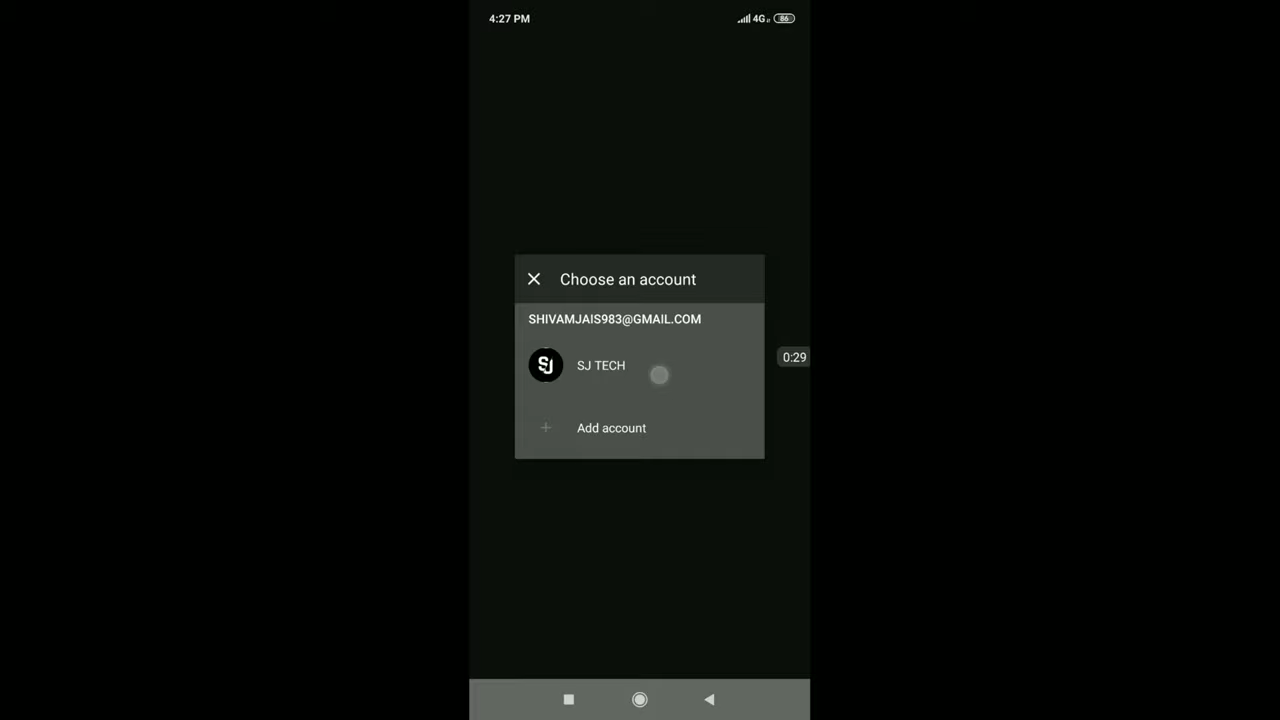 4:27 PM
4G
86
Choose an account
SHIVAMJAIS983@GMAIL.COM
SJ
SJ TECH
0:29
+ Add account